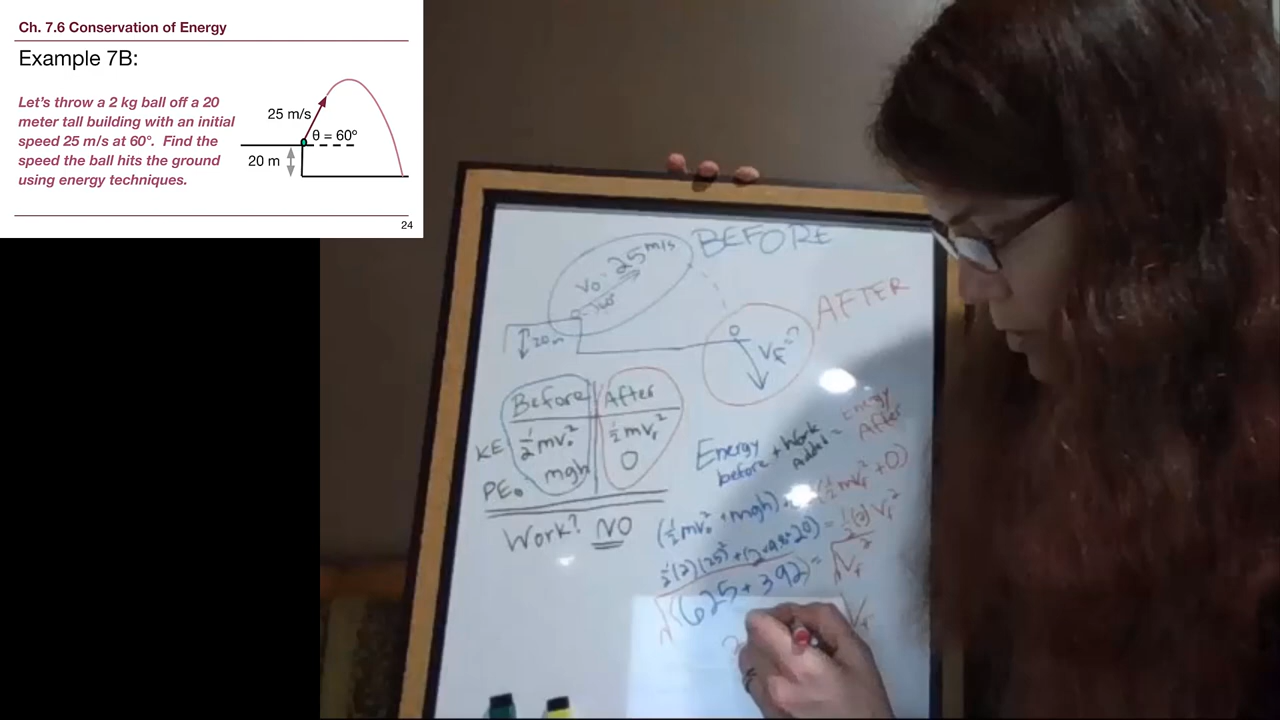 Ch. 7.6 Conservation of Energy
Example 7B:
Let's throw a 2 kg ball off a 20
meter tall building with an initial
speed 25 m/s at 60°. Find the
speed the ball hits the ground
using energy techniques.
25 m/s
θ = 60º
20 m
24
BEFORE
V₀ = 25 m/s
60°
20m
AFTER
Vf = ?
Before After
KE ½mv₀² ½mvf²
PE mgh 0
Work? NO
Energy before + Work Added = Energy After
(½mv₀² + mgh) = (½mvf² + 0)
½(2)(25)² + (2*9.8*20) = ½(2)Vf²
√(625 + 392) = √Vf²
Vf